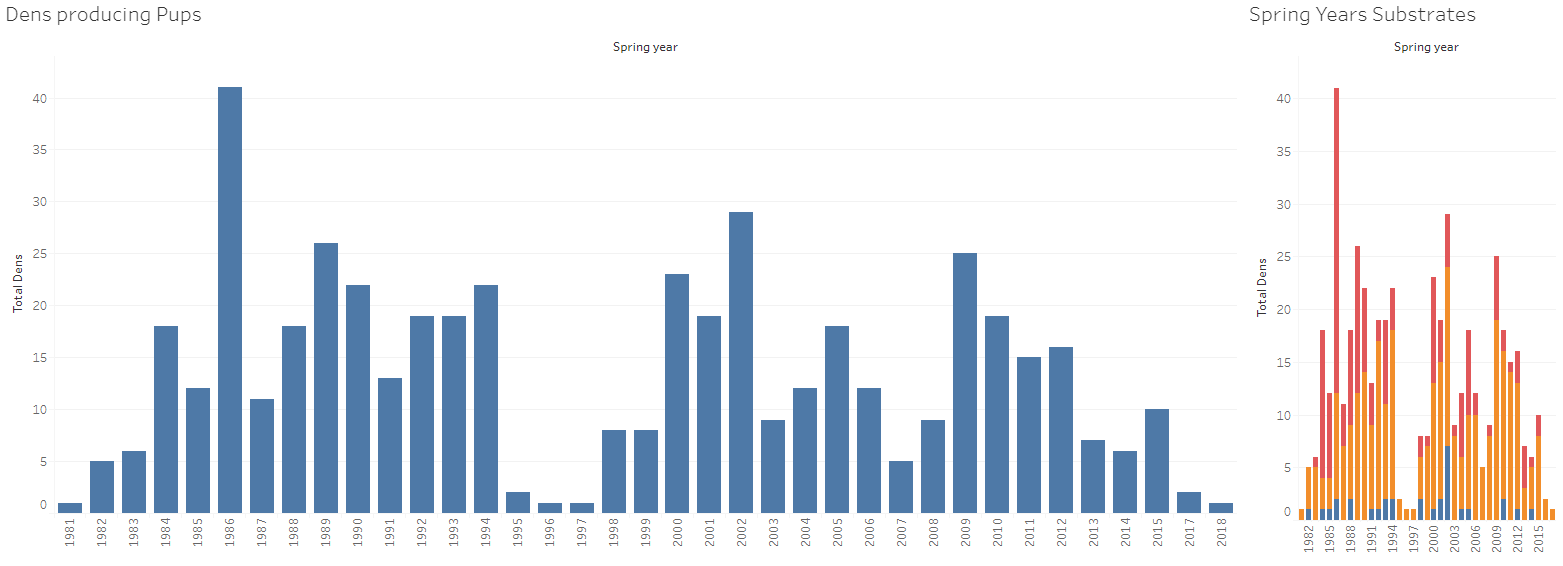 Dens producing Pups
Spring year
Total Dens
40
35
30
25
20
15
10
5
0
1981 1982 1983 1984 1985 1986 1987 1988 1989 1990 1991 1992 1993 1994 1995 1996 1997 1998 1999 2000 2001 2002 2003 2004 2005 2006 2007 2008 2009 2010 2011 2012 2013 2014 2015 2017 2018
Spring Years Substrates
Spring year
Total Dens
40
35
30
25
20
15
10
5
0
1982 1985 1988 1991 1994 1997 2000 2003 2006 2009 2012 2015